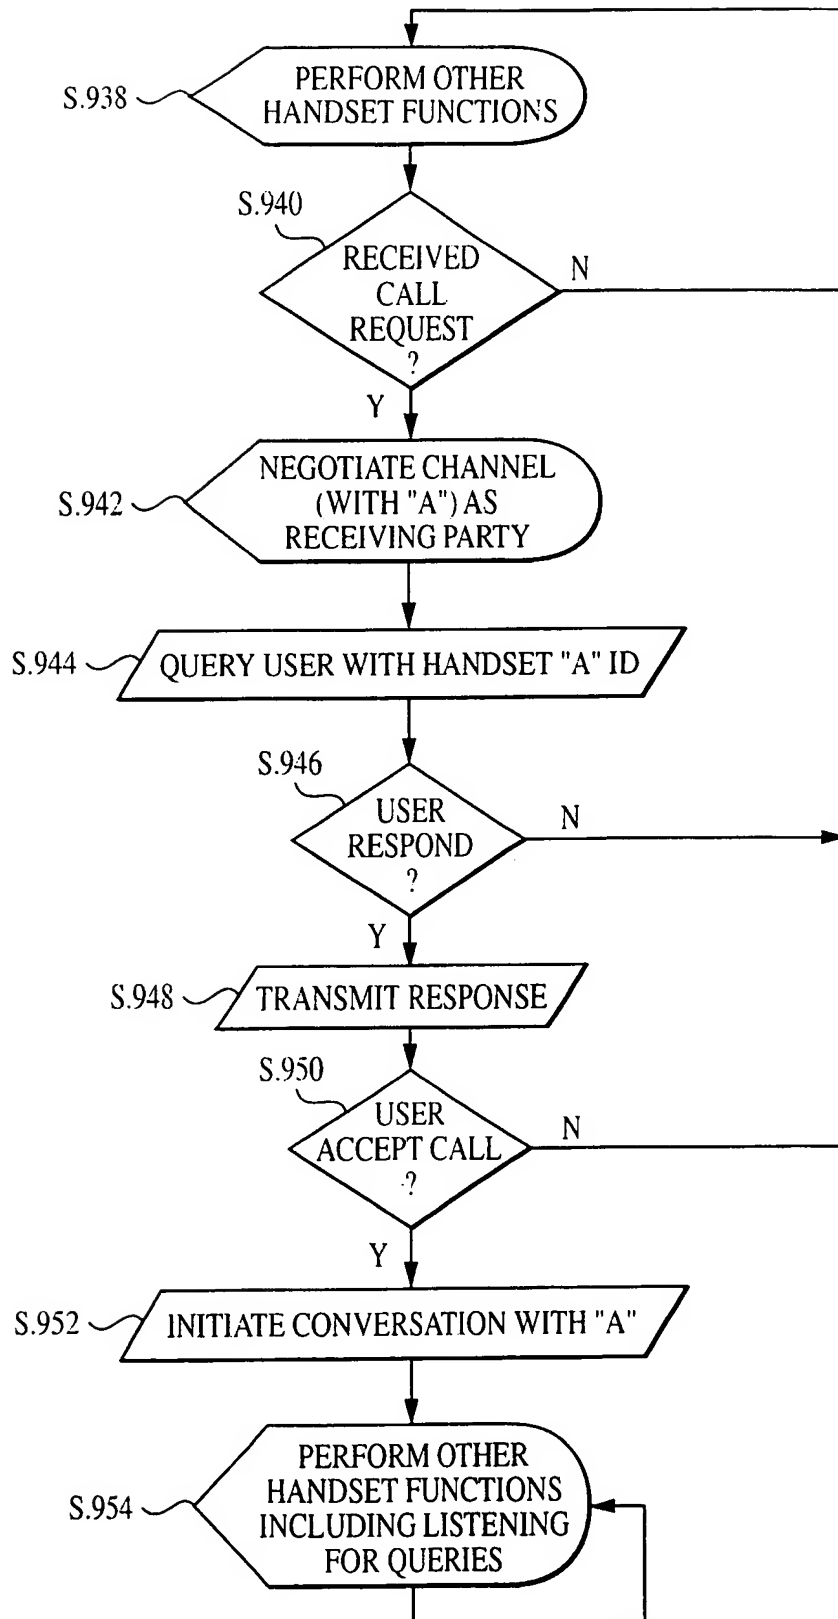 S.938
PERFORM OTHER
HANDSET FUNCTIONS
S.940
RECEIVED
CALL
REQUEST
?
N
Y
S.942
NEGOTIATE CHANNEL
(WITH "A") AS
RECEIVING PARTY
S.944
QUERY USER WITH HANDSET "A" ID
S.946
USER
RESPOND
?
N
Y
S.948
TRANSMIT RESPONSE
S.950
USER
ACCEPT CALL
?
N
Y
S.952
INITIATE CONVERSATION WITH "A"
S.954
PERFORM OTHER
HANDSET FUNCTIONS
INCLUDING LISTENING
FOR QUERIES